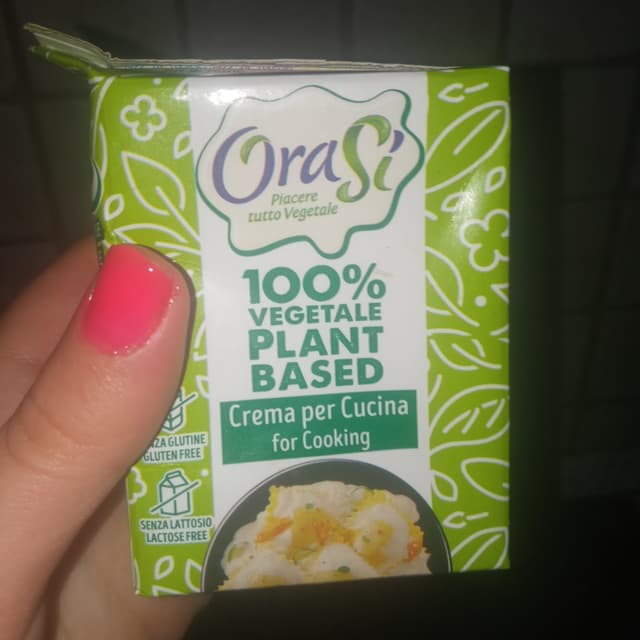 OraSì
Piacere
tutto Vegetale
100%
VEGETALE
PLANT
BASED
Crema per Cucina
for Cooking
GLUTINE
GLUTEN FREE
SENZA LATTOSIO
LACTOSE FREE